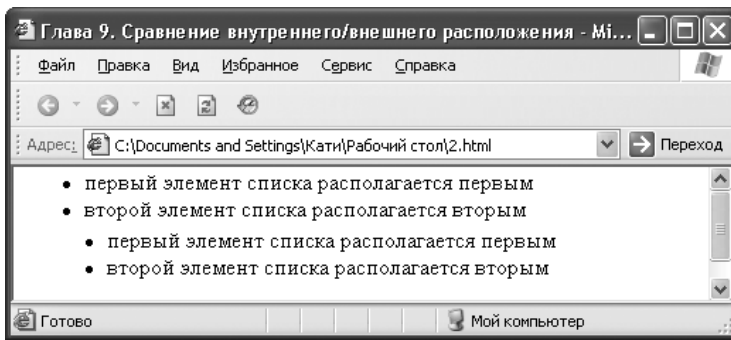 Глава 9. Сравнение внутреннего/внешнего расположения - Mi...
Файл Правка Вид Избранное Сервис Справка
Адрес: C:\Documents and Settings\Кати\Рабочий стол\2.html Переход
• первый элемент списка располагается первым
• второй элемент списка располагается вторым
• первый элемент списка располагается первым
• второй элемент списка располагается вторым
Готово Мой компьютер